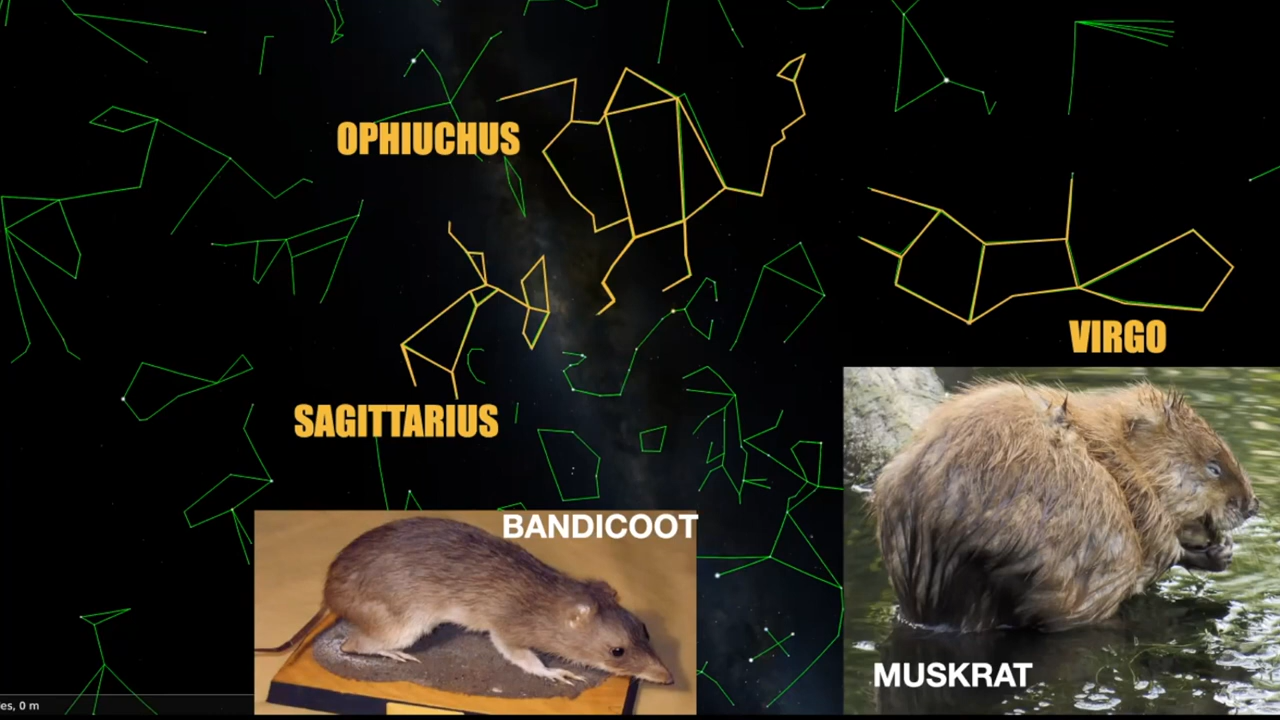 OPHIUCHUS
VIRGO
SAGITTARIUS
BANDICOOT
MUSKRAT
es, 0 m